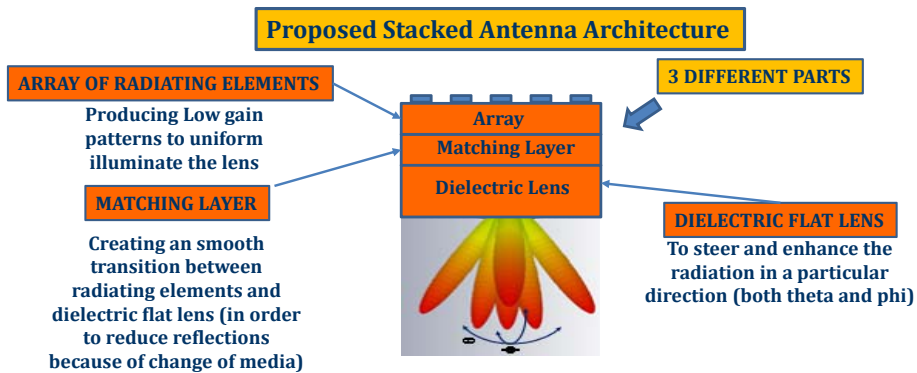 Proposed Stacked Antenna Architecture
ARRAY OF RADIATING ELEMENTS
Producing Low gain
patterns to uniform
illuminate the lens
MATCHING LAYER
Creating an smooth
transition between
radiating elements and
dielectric flat lens (in order
to reduce reflections
because of change of media)
Array
Matching Layer
Dielectric Lens
θ
ϕ
3 DIFFERENT PARTS
DIELECTRIC FLAT LENS
To steer and enhance the
radiation in a particular
direction (both theta and phi)